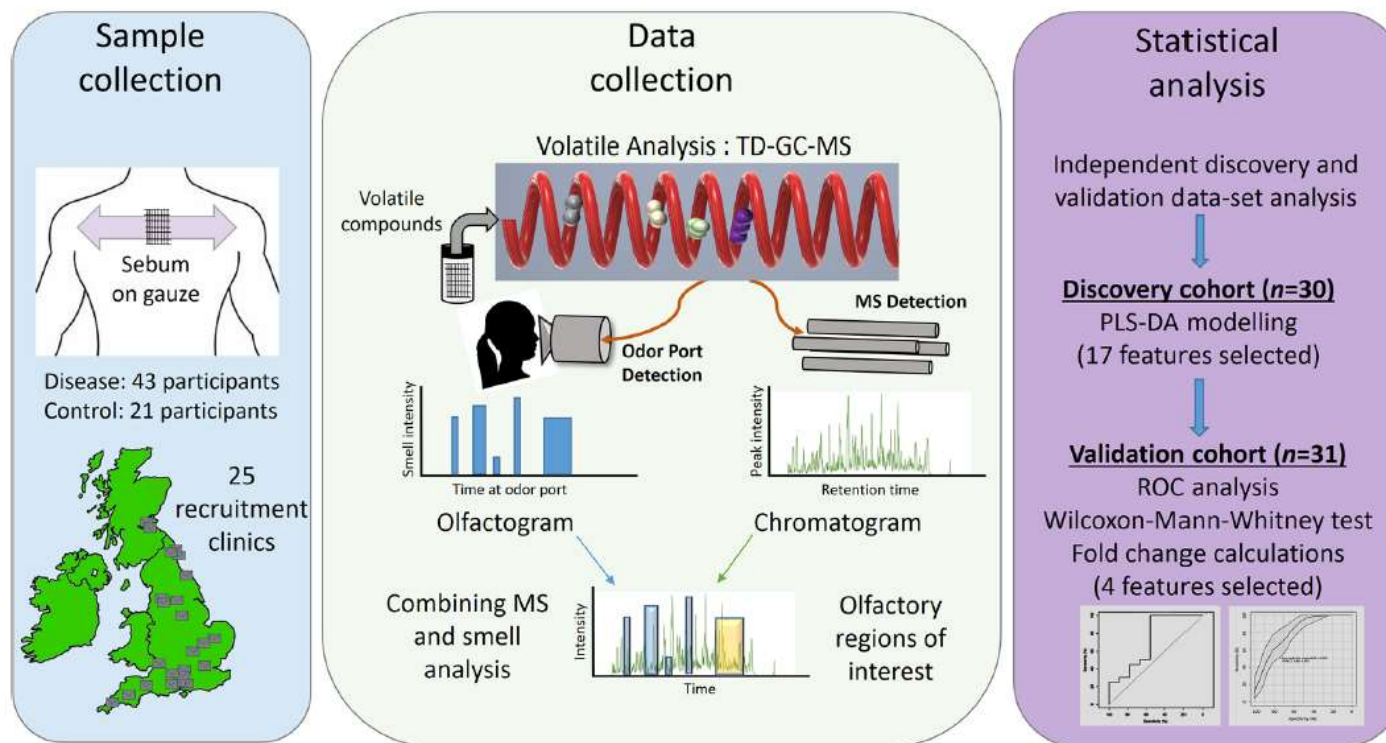 Sample
collection
Sebum
on gauze
Disease: 43 participants
Control: 21 participants
25
recruitment
clinics
Data
collection
Volatile Analysis : TD-GC-MS
Volatile
compounds
MS Detection
Odor Port
Detection
Smell intensity
Time at odor port
Olfactogram
Peak intensity
Retention time
Chromatogram
Combining MS
and smell
analysis
Intensity
Time
Olfactory
regions of
interest
Statistical
analysis
Independent discovery and
validation data-set analysis
Discovery cohort (n=30)
PLS-DA modelling
(17 features selected)
Validation cohort (n=31)
ROC analysis
Wilcoxon-Mann-Whitney test
Fold change calculations
(4 features selected)